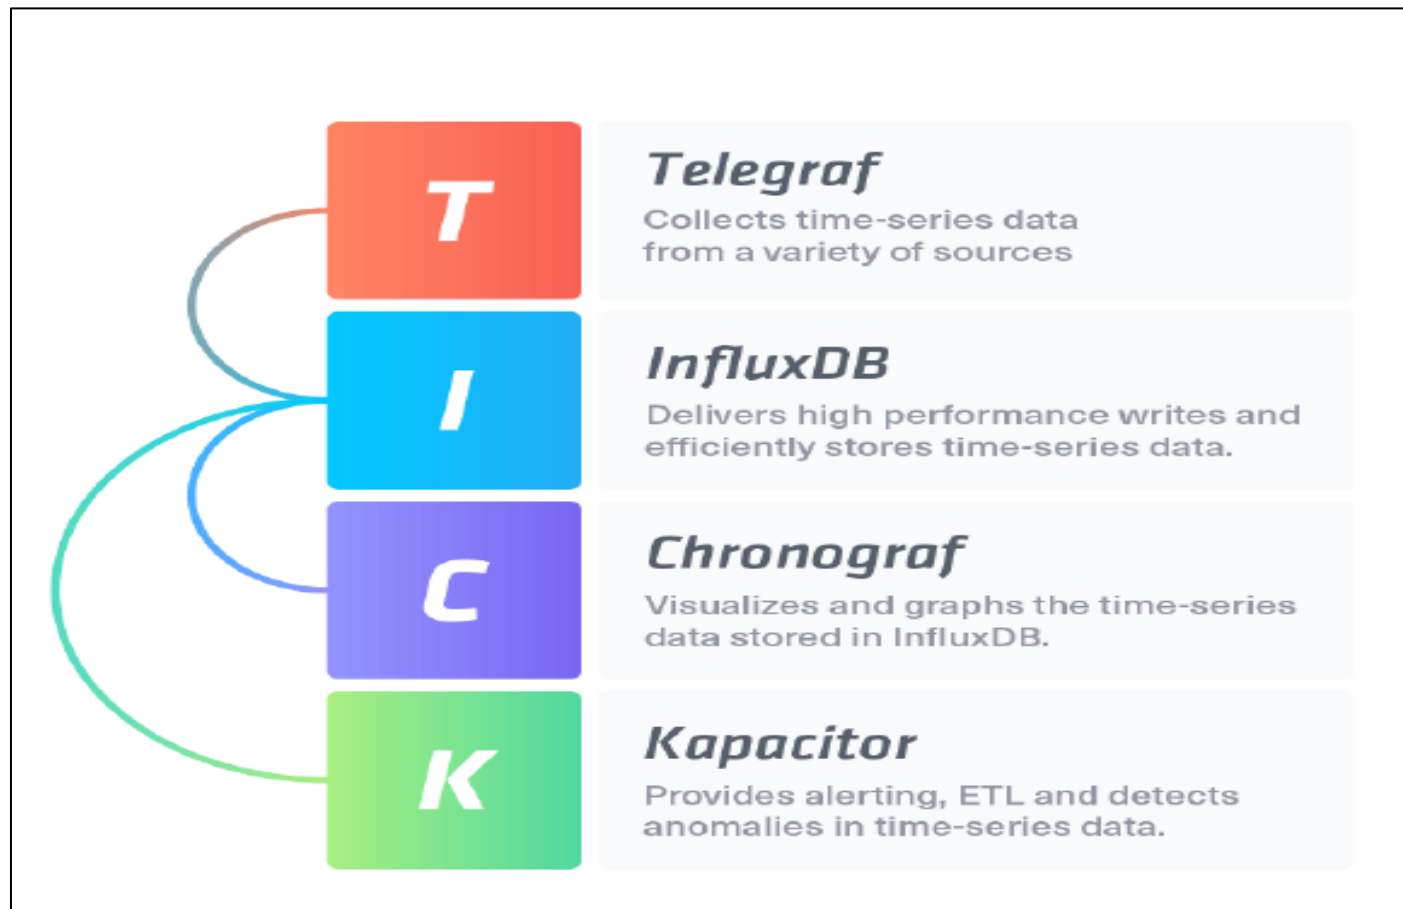 T
Telegraf
Collects time-series data
from a variety of sources
I
InfluxDB
Delivers high performance writes and
efficiently stores time-series data.
C
Chronograf
Visualizes and graphs the time-series
data stored in InfluxDB.
K
Kapacitor
Provides alerting, ETL and detects
anomalies in time-series data.